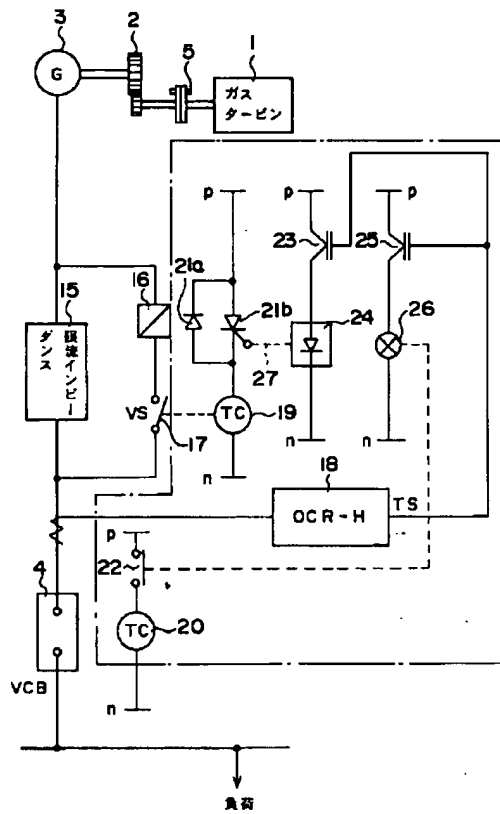 3
2
5
1
G
ガス
タービン
p
p
p
15
16
21a
21b
23
25
24
26
限流インピー
ダンス
27
VS
17
TC
19
n
n
n
18
OCR-H
TS
p
22
4
TC
20
VCB
n
負荷